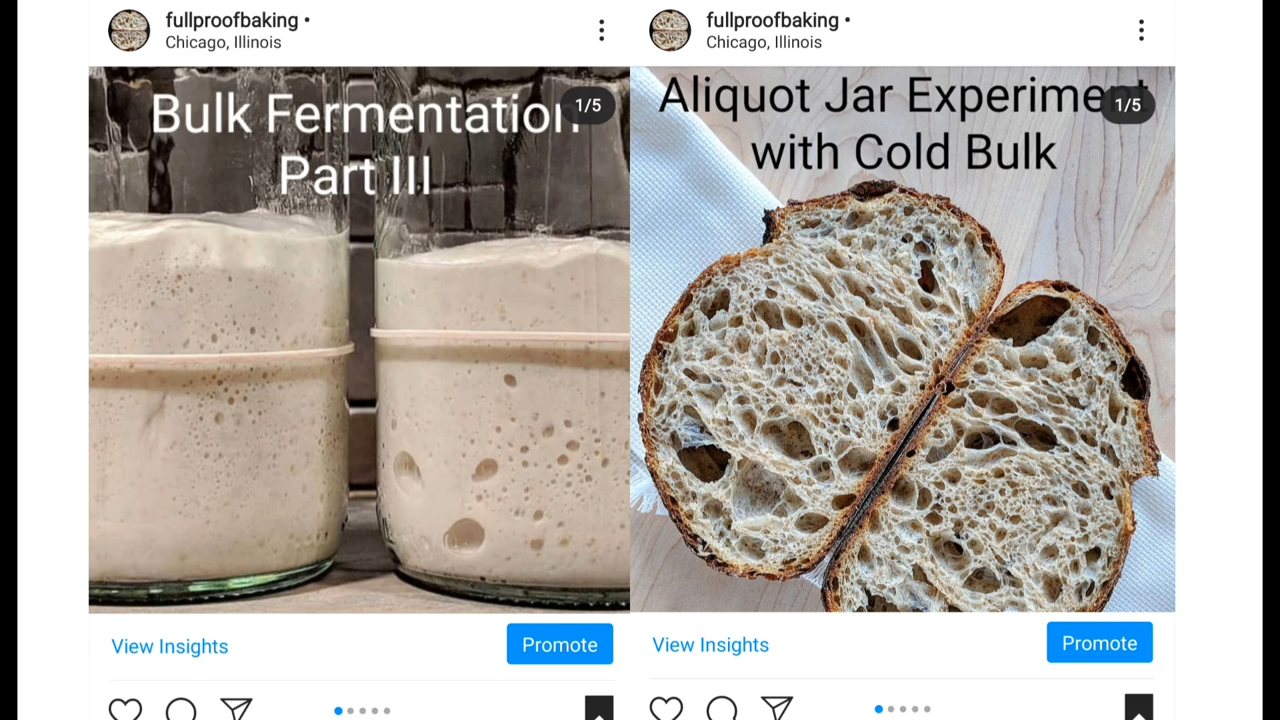 fullproofbaking •
Chicago, Illinois
Bulk Fermentation
1/5
Part III
View Insights
Promote
fullproofbaking •
Chicago, Illinois
Aliquot Jar Experiment
1/5
with Cold Bulk
View Insights
Promote